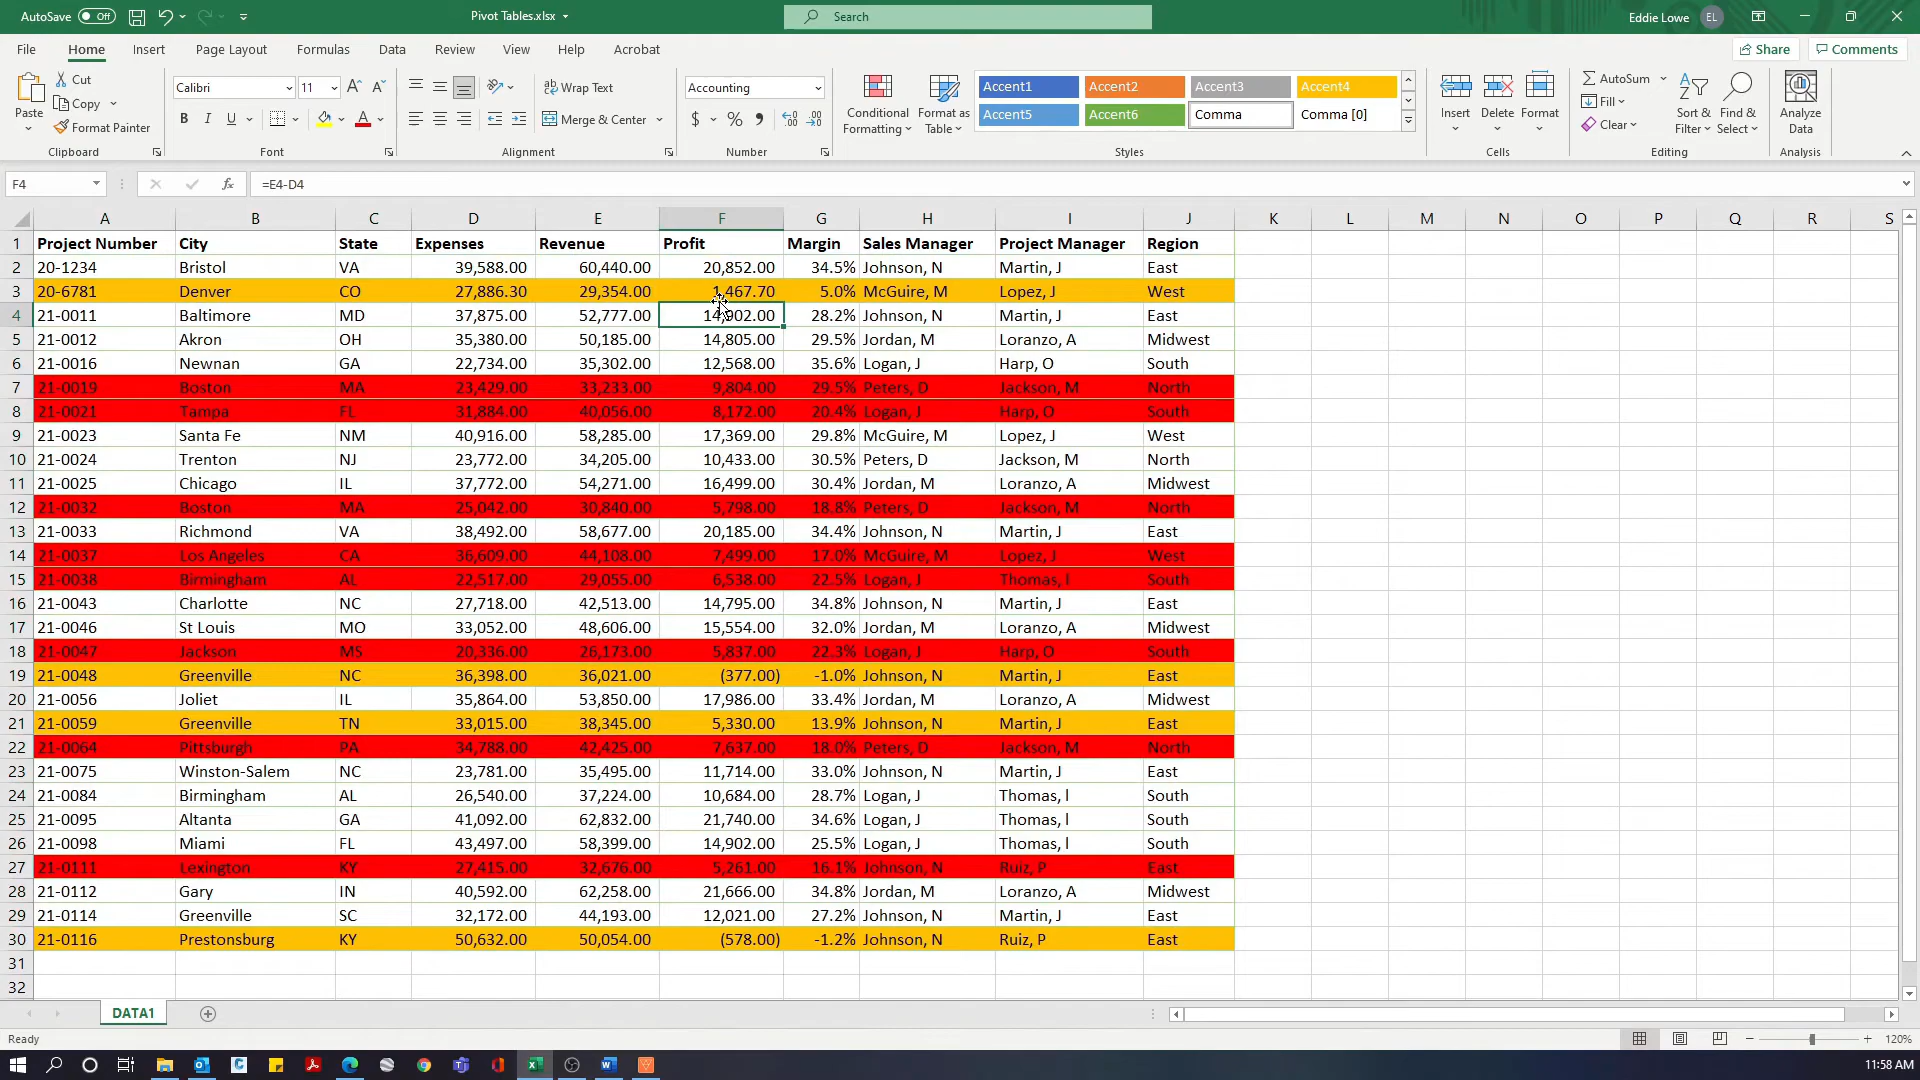 AutoSave Off Pivot Tables.xlsx Search Eddie Lowe EL
File Home Insert Page Layout Formulas Data Review View Help Acrobat Share Comments
Paste Cut Copy Format Painter Clipboard
Calibri 11 A A B I U A Font
ab Wrap Text Merge & Center Alignment
Accounting $ % 9 Number
Conditional Formatting Format as Table
Accent1 Accent2 Accent3 Accent4
Accent5 Accent6 Comma Comma [0]
Styles
Insert Delete Format Cells
AutoSum Fill Clear Sort & Filter Find & Select Editing
Analyze Data Analysis
F4 fx =E4-D4
A B C D E F G H I J K L M N O P Q R S
1 Project Number City State Expenses Revenue Profit Margin Sales Manager Project Manager Region
2 20-1234 Bristol VA 39,588.00 60,440.00 20,852.00 34.5% Johnson, N Martin, J East
3 20-6781 Denver CO 27,886.30 29,354.00 1,467.70 5.0% McGuire, M Lopez, J West
4 21-0011 Baltimore MD 37,875.00 52,777.00 14,902.00 28.2% Johnson, N Martin, J East
5 21-0012 Akron OH 35,380.00 50,185.00 14,805.00 29.5% Jordan, M Loranzo, A Midwest
6 21-0016 Newnan GA 22,734.00 35,302.00 12,568.00 35.6% Logan, J Harp, O South
7 21-0019 Boston MA 23,429.00 33,233.00 9,804.00 29.5% Peters, D Jackson, M North
8 21-0021 Tampa FL 31,884.00 40,056.00 8,172.00 20.4% Logan, J Harp, O South
9 21-0023 Santa Fe NM 40,916.00 58,285.00 17,369.00 29.8% McGuire, M Lopez, J West
10 21-0024 Trenton NJ 23,772.00 34,205.00 10,433.00 30.5% Peters, D Jackson, M North
11 21-0025 Chicago IL 37,772.00 54,271.00 16,499.00 30.4% Jordan, M Loranzo, A Midwest
12 21-0032 Boston MA 25,042.00 30,840.00 5,798.00 18.8% Peters, D Jackson, M North
13 21-0033 Richmond VA 38,492.00 58,677.00 20,185.00 34.4% Johnson, N Martin, J East
14 21-0037 Los Angeles CA 36,609.00 44,108.00 7,499.00 17.0% McGuire, M Lopez, J West
15 21-0038 Birmingham AL 22,517.00 29,055.00 6,538.00 22.5% Logan, J Thomas, l South
16 21-0043 Charlotte NC 27,718.00 42,513.00 14,795.00 34.8% Johnson, N Martin, J East
17 21-0046 St Louis MO 33,052.00 48,606.00 15,554.00 32.0% Jordan, M Loranzo, A Midwest
18 21-0047 Jackson MS 20,336.00 26,173.00 5,837.00 22.3% Logan, J Harp, O South
19 21-0048 Greenville NC 36,398.00 36,021.00 (377.00) -1.0% Johnson, N Martin, J East
20 21-0056 Joliet IL 35,864.00 53,850.00 17,986.00 33.4% Jordan, M Loranzo, A Midwest
21 21-0059 Greenville TN 33,015.00 38,345.00 5,330.00 13.9% Johnson, N Martin, J East
22 21-0064 Pittsburgh PA 34,788.00 42,425.00 7,637.00 18.0% Peters, D Jackson, M North
23 21-0075 Winston-Salem NC 23,781.00 35,495.00 11,714.00 33.0% Johnson, N Martin, J East
24 21-0084 Birmingham AL 26,540.00 37,224.00 10,684.00 28.7% Logan, J Thomas, l South
25 21-0095 Altanta GA 41,092.00 62,832.00 21,740.00 34.6% Logan, J Thomas, l South
26 21-0098 Miami FL 43,497.00 58,399.00 14,902.00 25.5% Logan, J Thomas, l South
27 21-0111 Lexington KY 27,415.00 32,676.00 5,261.00 16.1% Johnson, N Ruiz, P East
28 21-0112 Gary IN 40,592.00 62,258.00 21,666.00 34.8% Jordan, M Loranzo, A Midwest
29 21-0114 Greenville SC 32,172.00 44,193.00 12,021.00 27.2% Johnson, N Martin, J East
30 21-0116 Prestonsburg KY 50,632.00 50,054.00 (578.00) -1.2% Johnson, N Ruiz, P East
31
32
DATA1
Ready 120%
11:58 AM